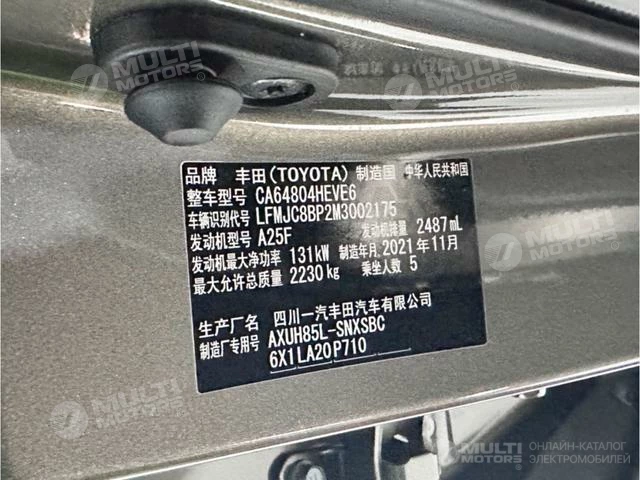 MULTI
MOTORS
MULTI
MOTORS
品牌 丰田(TOYOTA) 制造国 中华人民共和国
整车型号 CA64804HEVE6
车辆识别代号 LFMJC8BP2M3002175
发动机型号 A25F 发动机排量 2487mL
发动机最大净功率 131kW 制造年月 2021年11月
最大允许总质量 2230kg 乘坐人数 5
生产厂名 四川一汽丰田汽车有限公司
制造厂专用号 AXUH85L-SNXSBC
6X1LA20P710
MULTI
MOTORS
ОНЛАЙН-КАТАЛОГ
ЭЛЕКТРОМОБИЛЕЙ